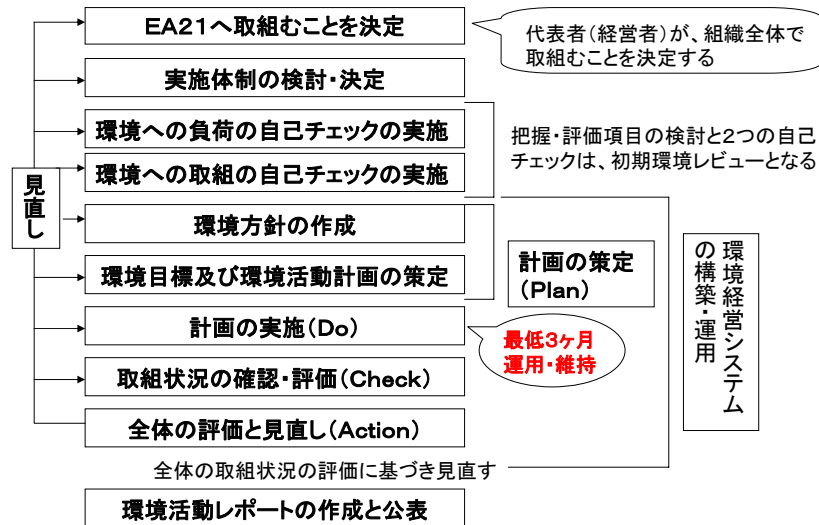 EA21へ取組むことを決定
代表者(経営者)が、組織全体で
取組むことを決定する
実施体制の検討・決定
環境への負荷の自己チェックの実施
環境への取組の自己チェックの実施
把握・評価項目の検討と2つの自己
チェックは、初期環境レビューとなる
見直し
環境方針の作成
環境目標及び環境活動計画の策定
計画の策定
(Plan)
環境経営システム
の構築・運用
計画の実施(Do)
最低3ヶ月
運用・維持
取組状況の確認・評価(Check)
全体の評価と見直し(Action)
全体の取組状況の評価に基づき見直す
環境活動レポートの作成と公表